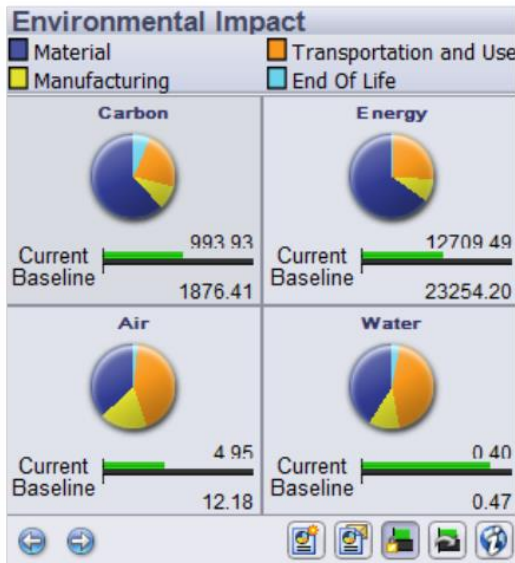 Environmental Impact
Material
Transportation and Use
Manufacturing
End Of Life
Carbon
Energy
993.93
Current
Baseline
1876.41
12709.49
Current
Baseline
23254.20
Air
Water
4.95
Current
Baseline
12.18
0.40
Current
Baseline
0.47